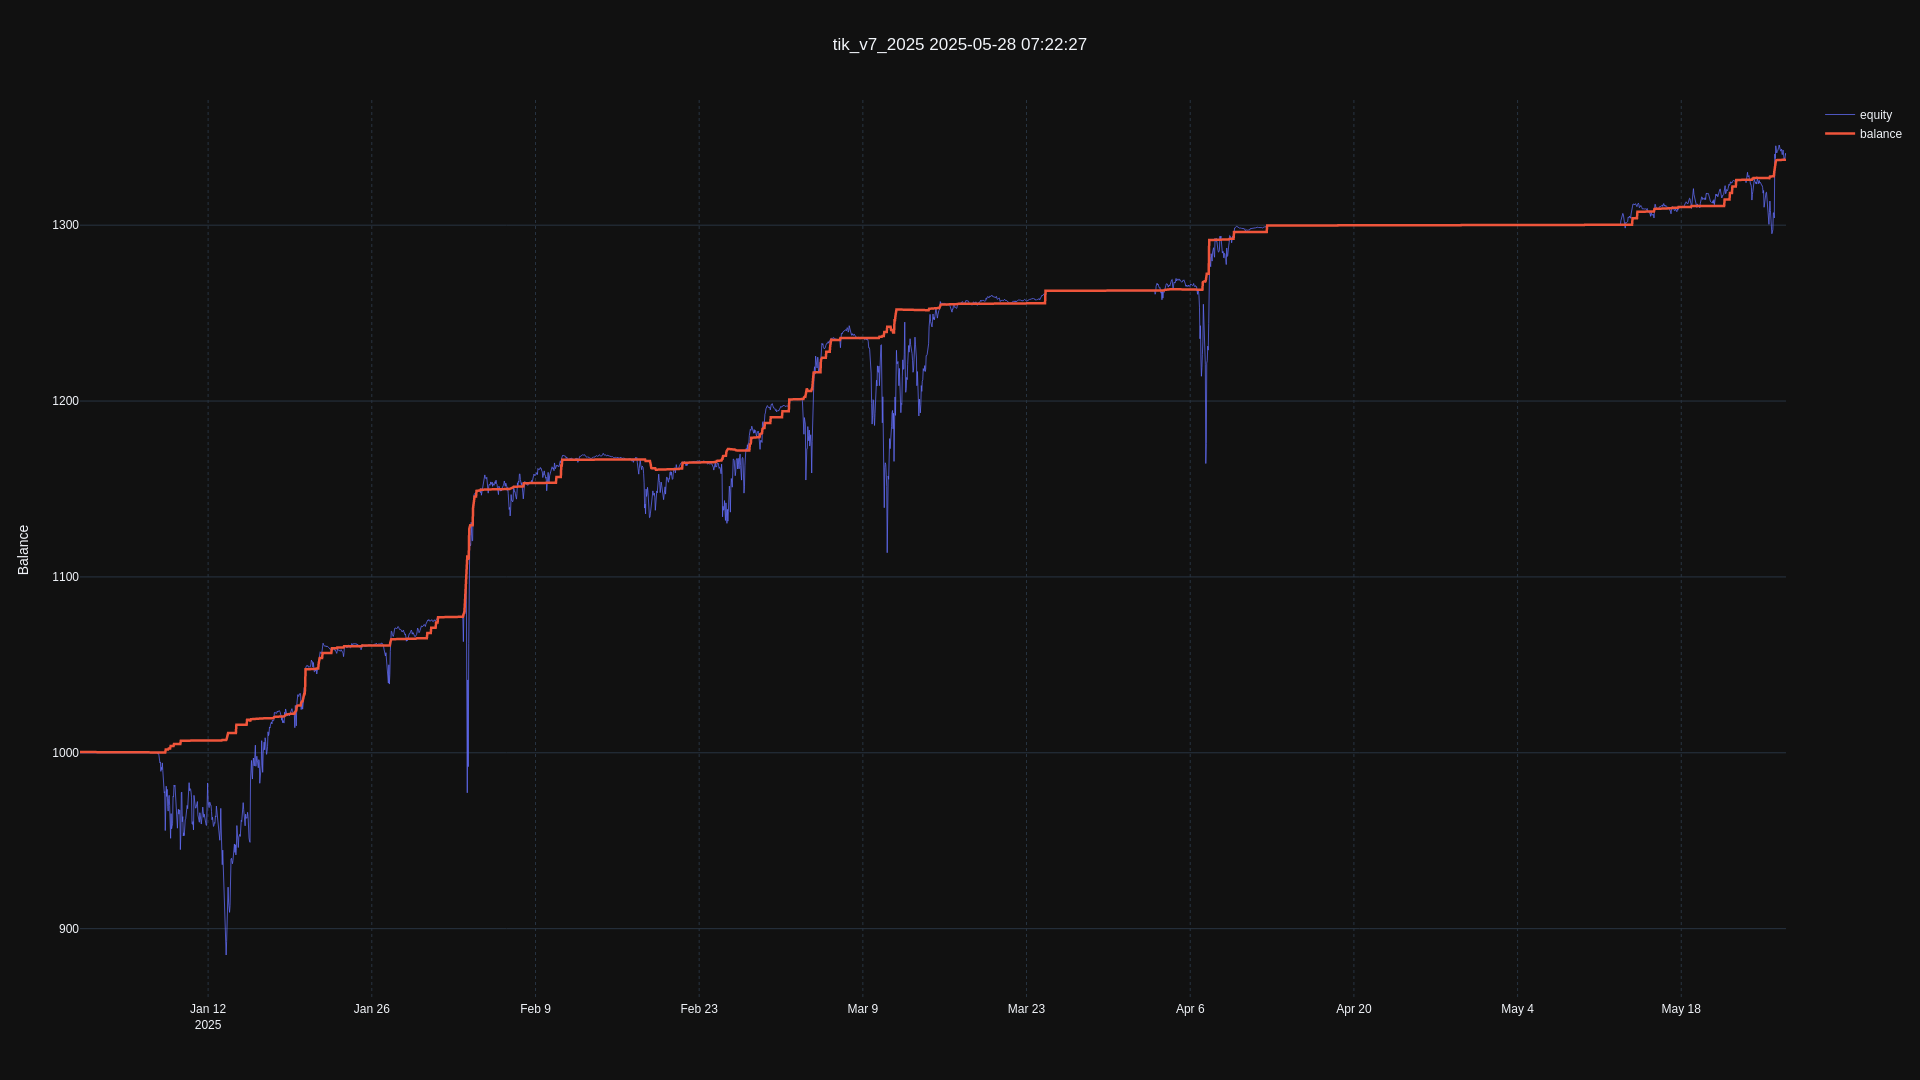 tik_v7_2025 2025-05-28 07:22:27
equity
balance
Balance
1300
1200
1100
1000
900
Jan 12
2025
Jan 26
Feb 9
Feb 23
Mar 9
Mar 23
Apr 6
Apr 20
May 4
May 18